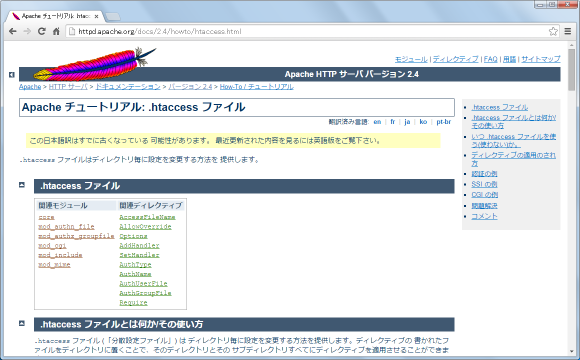 Apache チュートリアル: .htacc
httpd.apache.org/docs/2.4/howto/htaccess.html
モジュール | ディレクティブ | FAQ | 用語 | サイトマップ
Apache HTTP サーバ バージョン 2.4
Apache > HTTP サーバ > ドキュメンテーション > バージョン 2.4 > How-To / チュートリアル
Apache チュートリアル: .htaccess ファイル
翻訳済み言語: en | fr | ja | ko | pt-br
この日本語訳はすでに古くなっている 可能性があります。 最近更新された内容を見るには英語版をご覧下さい。
.htaccess ファイルはディレクトリ毎に設定を変更する方法を 提供します。
.htaccess ファイル
関連モジュール 関連ディレクティブ
core AccessFileName
mod_authn_file AllowOverride
mod_authz_groupfile Options
mod_cgi AddHandler
mod_include SetHandler
mod_mime AuthType
AuthName
AuthUserFile
AuthGroupFile
Require
.htaccess ファイルとは何か/その使い方
.htaccess ファイル (「分散設定ファイル」) は ディレクトリ毎に設定を変更する方法を提供します。ディレクティブの 書かれたフ
ァイルをディレクトリに置くことで、そのディレクトリとその サブディレクトリすべてにディレクティブを適用させることができま
.htaccess ファイル
.htaccess ファイルとは何か/そ
の使い方
いつ .htaccess ファイルを使
う(使わない)か。
ディレクティブの適用のされ
方
認証の例
SSI の例
CGI の例
問題解決
コメント